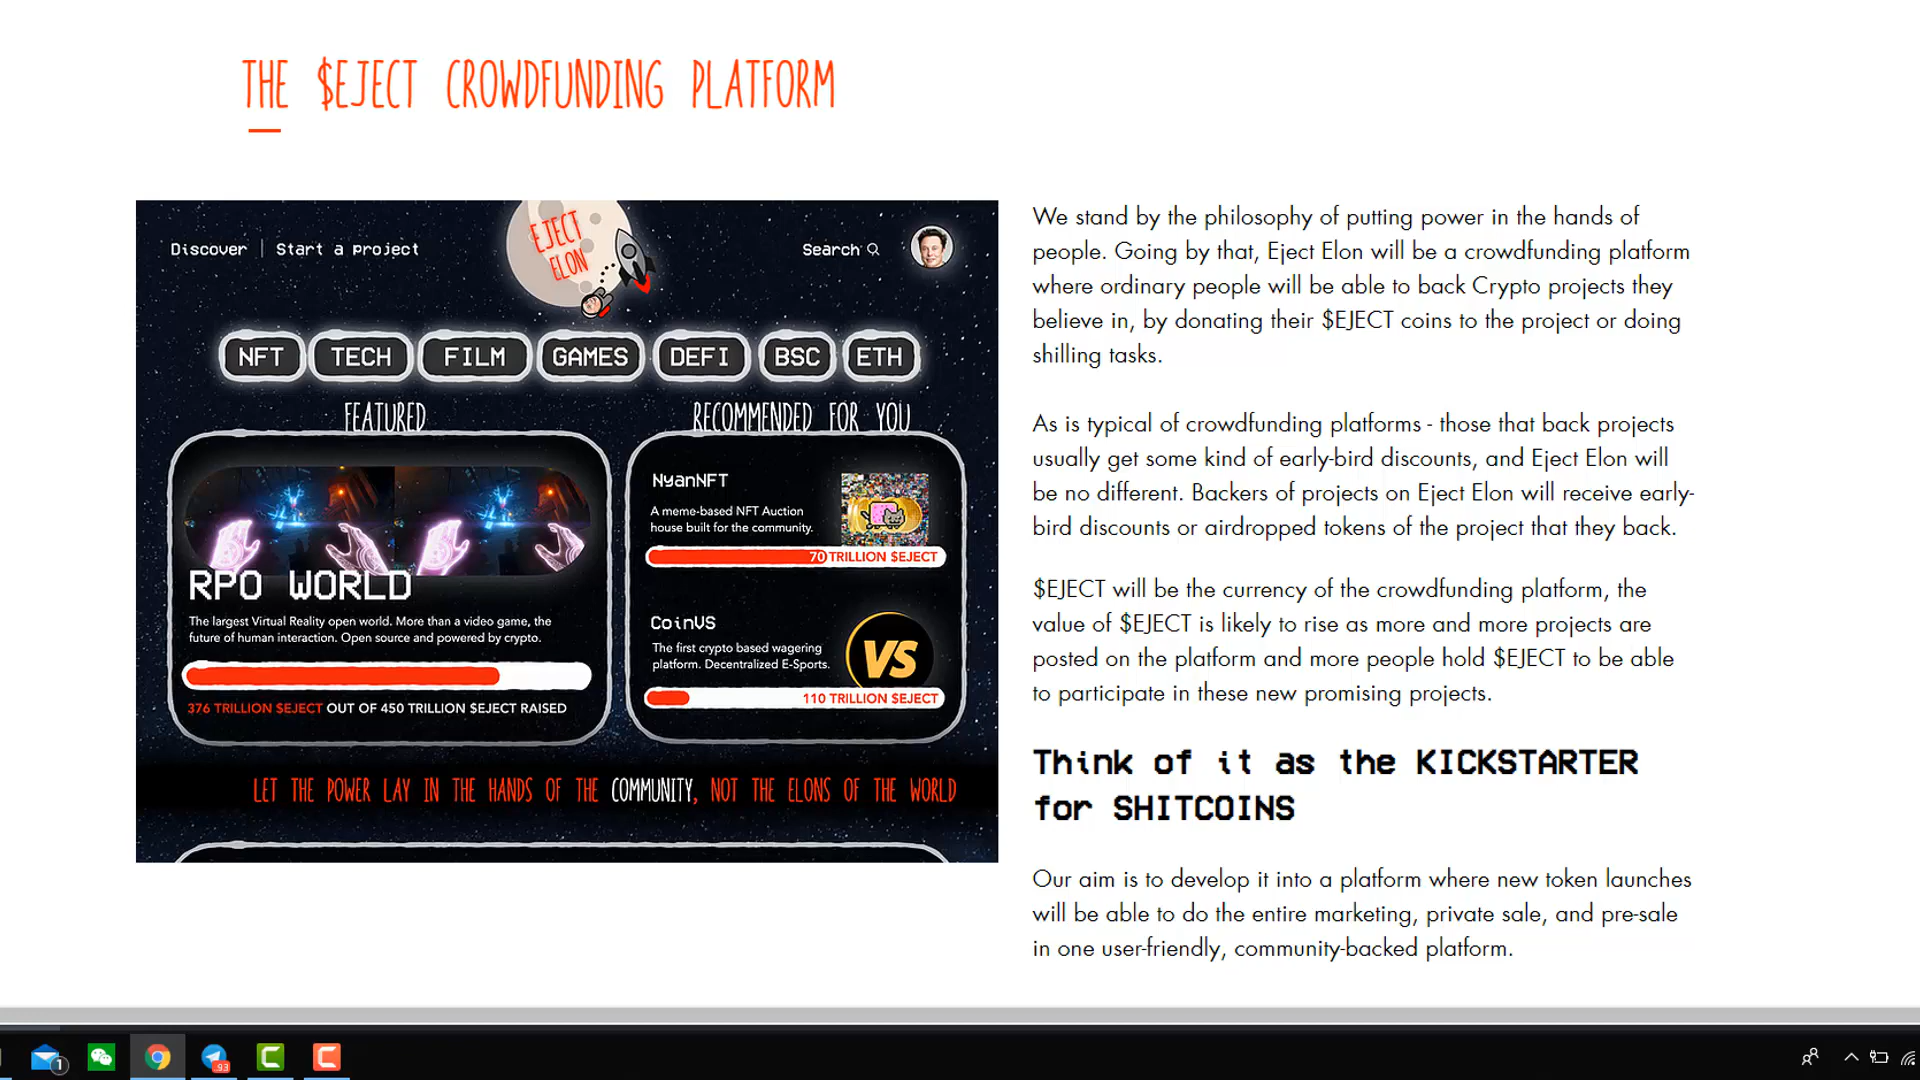 THE $EJECT CROWDFUNDING PLATFORM
Discover | Start a project
EJECT
ELON
Search
NFT TECH FILM GAMES DEFI BSC ETH
FEATURED
RPO WORLD
The largest Virtual Reality open world. More than a video game, the
future of human interaction. Open source and powered by crypto.
376 TRILLION $EJECT OUT OF 450 TRILLION $EJECT RAISED
RECOMMENDED FOR YOU
NyanNFT
A meme-based NFT Auction
house built for the community.
70 TRILLION $EJECT
CoinVS
The first crypto based wagering
platform. Decentralized E-Sports.
VS
110 TRILLION $EJECT
LET THE POWER LAY IN THE HANDS OF THE COMMUNITY, NOT THE ELONS OF THE WORLD
We stand by the philosophy of putting power in the hands of
people. Going by that, Eject Elon will be a crowdfunding platform
where ordinary people will be able to back Crypto projects they
believe in, by donating their $EJECT coins to the project or doing
shilling tasks.
As is typical of crowdfunding platforms - those that back projects
usually get some kind of early-bird discounts, and Eject Elon will
be no different. Backers of projects on Eject Elon will receive early-
bird discounts or airdropped tokens of the project that they back.
$EJECT will be the currency of the crowdfunding platform, the
value of $EJECT is likely to rise as more and more projects are
posted on the platform and more people hold $EJECT to be able
to participate in these new promising projects.
Think of it as the KICKSTARTER
for SHITCOINS
Our aim is to develop it into a platform where new token launches
will be able to do the entire marketing, private sale, and pre-sale
in one user-friendly, community-backed platform.
1
93